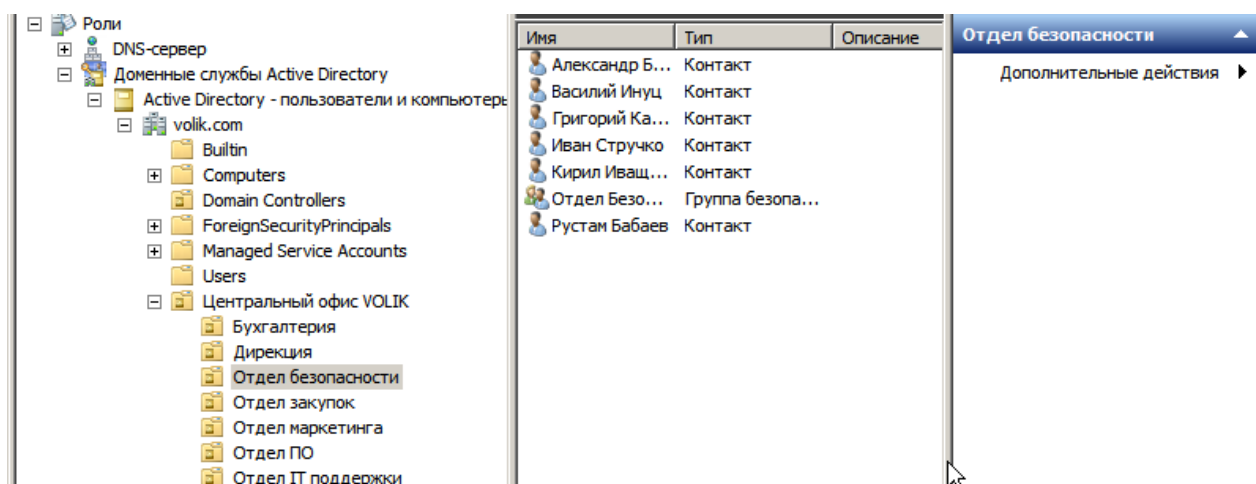 Роли
DNS-сервер
Доменные службы Active Directory
Active Directory - пользователи и компьютеры
volik.com
Builtin
Computers
Domain Controllers
ForeignSecurityPrincipals
Managed Service Accounts
Users
Центральный офис VOLIK
Бухгалтерия
Дирекция
Отдел безопасности
Отдел закупок
Отдел маркетинга
Отдел ПО
Отдел IT поддержки
Имя Тип Описание
Александр Б... Контакт
Василий Инуц Контакт
Григорий Ка... Контакт
Иван Стручко Контакт
Кирил Иващ... Контакт
Отдел Безо... Группа безопа...
Рустам Бабаев Контакт
Отдел безопасности
Дополнительные действия